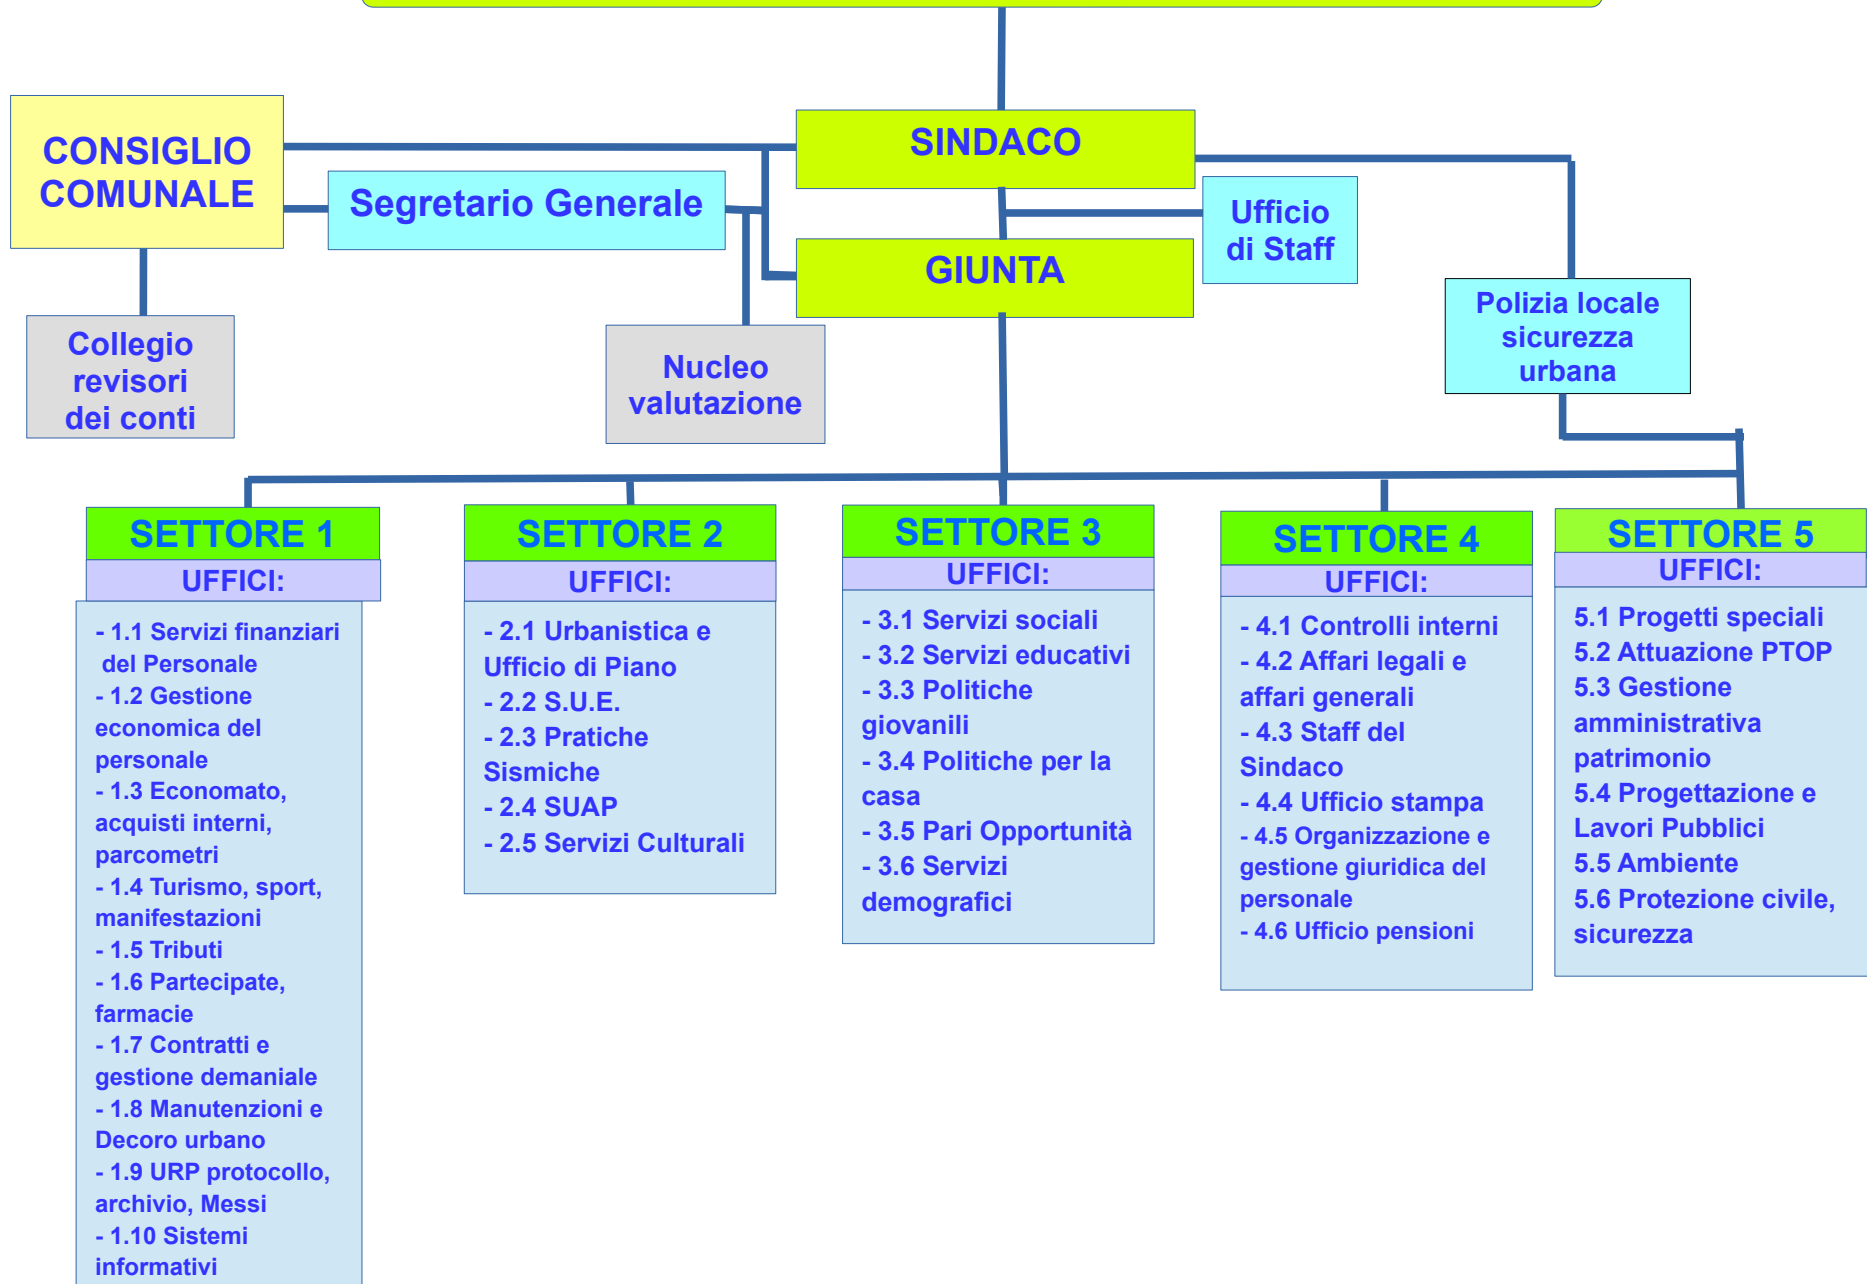 SINDACO
CONSIGLIO
COMUNALE
Segretario Generale
Ufficio
di Staff
GIUNTA
Polizia locale
sicurezza
urbana
Collegio
revisori
dei conti
Nucleo
valutazione
SETTORE 1
UFFICI:
- 1.1 Servizi finanziari
del Personale
- 1.2 Gestione
economica del
personale
- 1.3 Economato,
acquisti interni,
parcometri
- 1.4 Turismo, sport,
manifestazioni
- 1.5 Tributi
- 1.6 Partecipate,
farmacie
- 1.7 Contratti e
gestione demaniale
- 1.8 Manutenzioni e
Decoro urbano
- 1.9 URP protocollo,
archivio, Messi
- 1.10 Sistemi
informativi
SETTORE 2
UFFICI:
- 2.1 Urbanistica e
Ufficio di Piano
- 2.2 S.U.E.
- 2.3 Pratiche
Sismiche
- 2.4 SUAP
- 2.5 Servizi Culturali
SETTORE 3
UFFICI:
- 3.1 Servizi sociali
- 3.2 Servizi educativi
- 3.3 Politiche
giovanili
- 3.4 Politiche per la
casa
- 3.5 Pari Opportunità
- 3.6 Servizi
demografici
SETTORE 4
UFFICI:
- 4.1 Controlli interni
- 4.2 Affari legali e
affari generali
- 4.3 Staff del
Sindaco
- 4.4 Ufficio stampa
- 4.5 Organizzazione e
gestione giuridica del
personale
- 4.6 Ufficio pensioni
SETTORE 5
UFFICI:
5.1 Progetti speciali
5.2 Attuazione PTOP
5.3 Gestione
amministrativa
patrimonio
5.4 Progettazione e
Lavori Pubblici
5.5 Ambiente
5.6 Protezione civile,
sicurezza